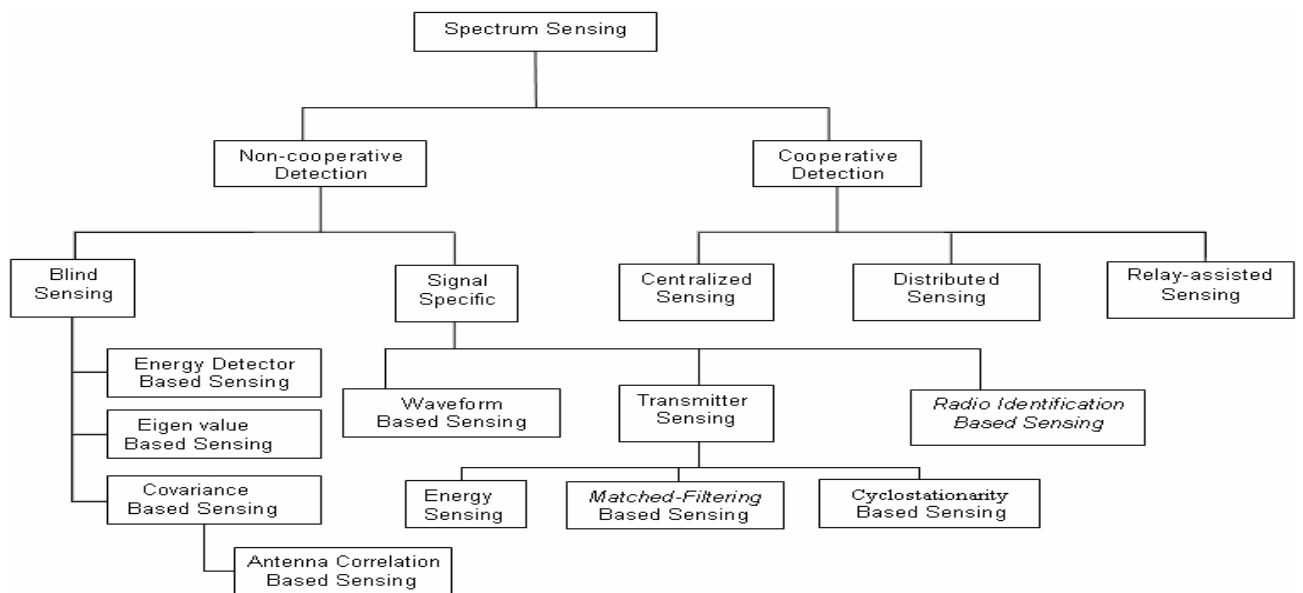 Spectrum Sensing
Non-cooperative
Detection
Cooperative
Detection
Blind
Sensing
Signal
Specific
Centralized
Sensing
Distributed
Sensing
Relay-assisted
Sensing
Energy Detector
Based Sensing
Eigen value
Based Sensing
Covariance
Based Sensing
Antenna Correlation
Based Sensing
Waveform
Based Sensing
Transmitter
Sensing
Radio Identification
Based Sensing
Energy
Sensing
Matched-Filtering
Based Sensing
Cyclostationarity
Based Sensing